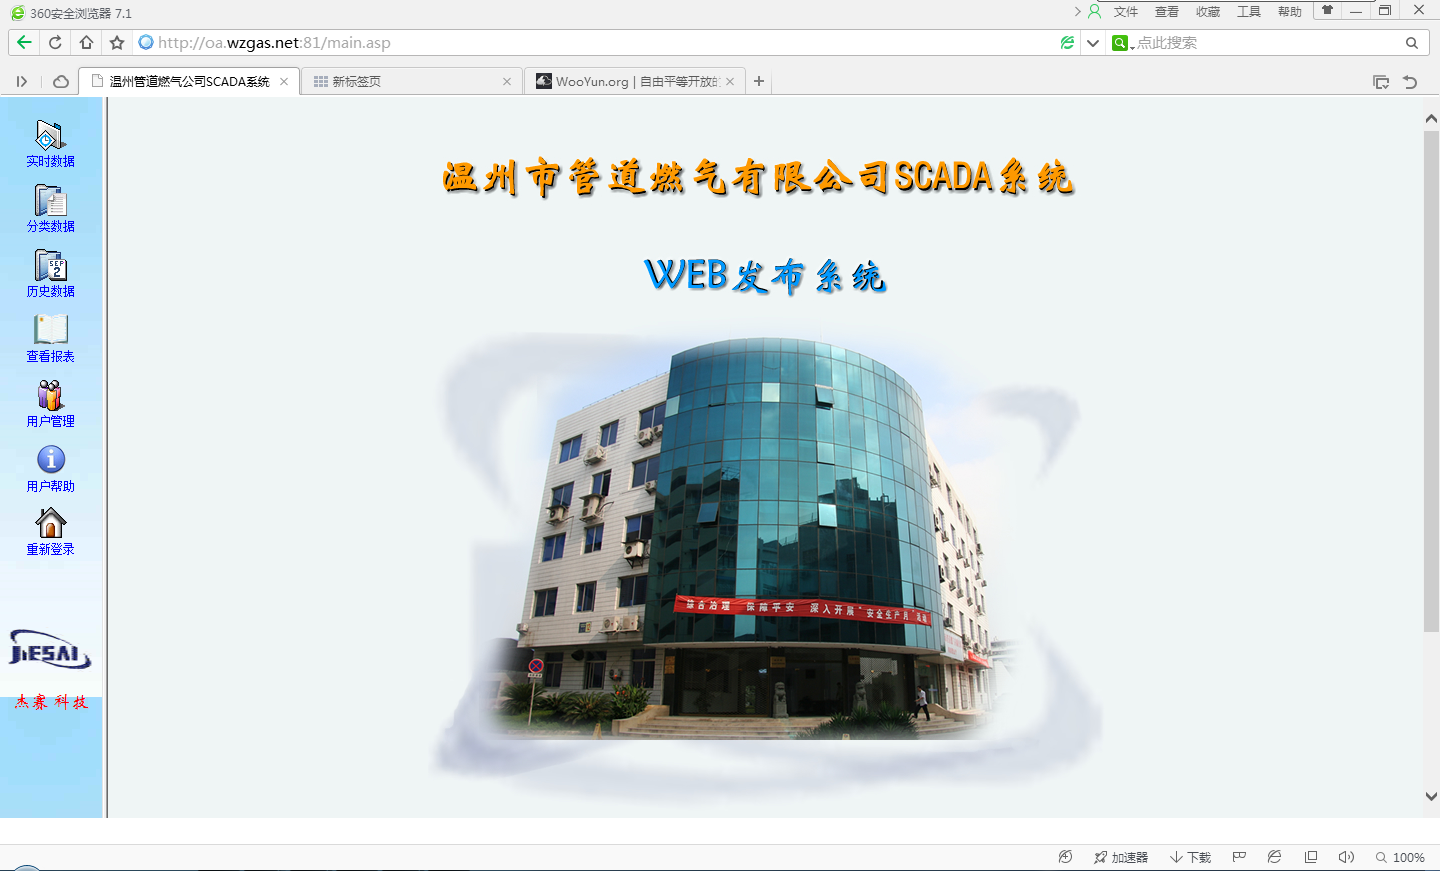 360安全浏览器 7.1
文件 查看 收藏 工具 帮助
http://oa.wzgas.net:81/main.asp
点此搜索
温州管道燃气公司SCADA系统
新标签页
WooYun.org | 自由平等开放的
实时数据
分类数据
SEP
2
历史数据
查看报表
用户管理
用户帮助
重新登录
JIESAI
杰赛科技
温州市管道燃气有限公司SCADA系统
WEB发布系统
综合治理 保障平安 深入开展"安全生产月"活动
加速器
下载
100%